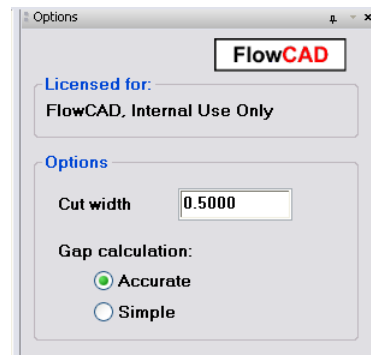 Options
FlowCAD
Licensed for:
FlowCAD, Internal Use Only
Options
Cut width 0.5000
Gap calculation:
Accurate
Simple